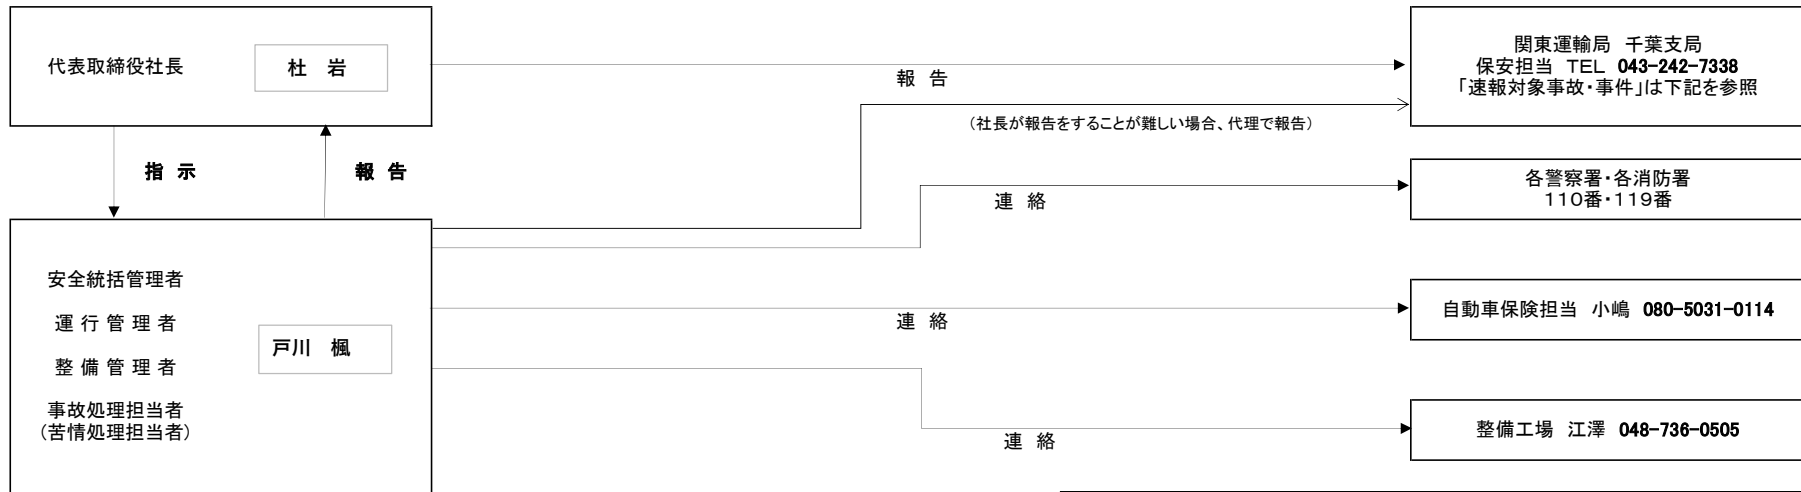 代表取締役社長
杜 岩
報 告
関東運輸局 千葉支局
保安担当 TEL 043-242-7338
「速報対象事故・事件」は下記を参照
(社長が報告をすることが難しい場合、代理で報告)
指 示
報 告
連 絡
各警察署・各消防署
110番・119番
安全統括管理者
運 行 管 理 者
整 備 管 理 者
事故処理担当者
(苦情処理担当者)
戸川 楓
連 絡
自動車保険担当 小嶋 080-5031-0114
連 絡
整備工場 江澤 048-736-0505